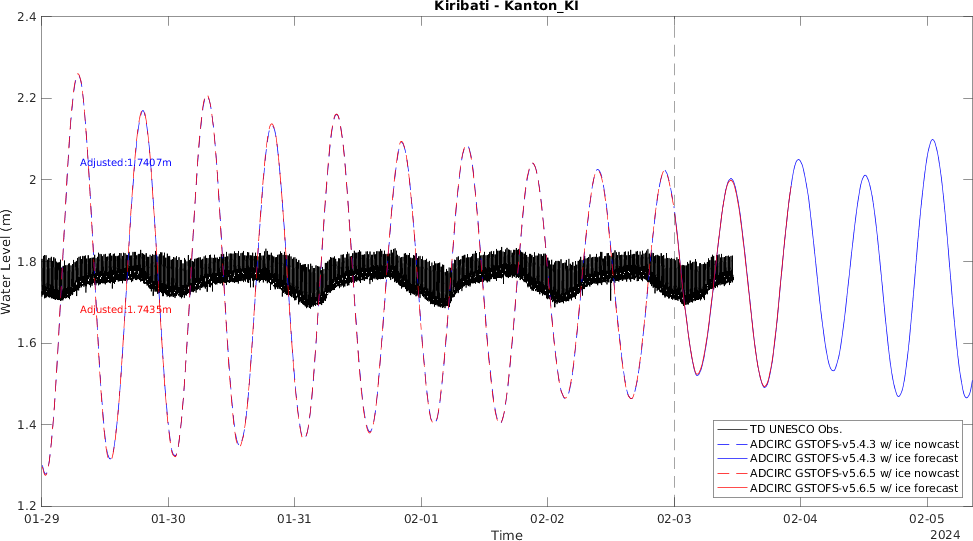 Kiribati - Kanton_KI
2.4
2.2
2
1.8
1.6
1.4
1.2
Water Level (m)
Adjusted:1.7407m
Adjusted:1.7435m
TD UNESCO Obs.
ADCIRC GSTOFS-v5.4.3 w/ ice nowcast
ADCIRC GSTOFS-v5.4.3 w/ ice forecast
ADCIRC GSTOFS-v5.6.5 w/ ice nowcast
ADCIRC GSTOFS-v5.6.5 w/ ice forecast
01-29 01-30 01-31 02-01 02-02 02-03 02-04 02-05
Time
2024